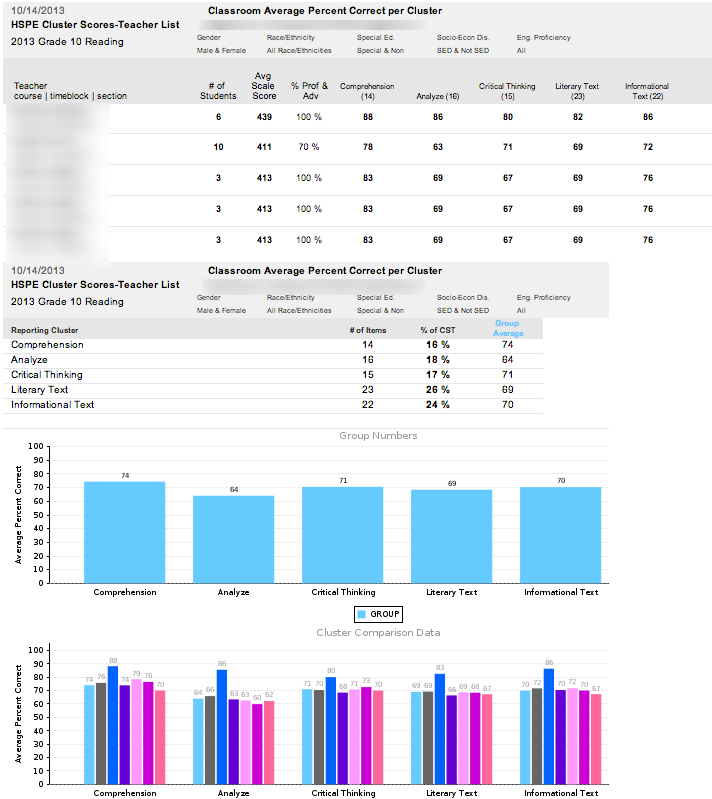 10/14/2013 Classroom Average Percent Correct per Cluster
HSPE Cluster Scores-Teacher List
2013 Grade 10 Reading
Gender Race/Ethnicity Special Ed. Socio-Econ Dis. Eng. Proficiency
Male & Female All Race/Ethnicities Special & Non SED & Not SED All
Teacher
course | timeblock | section
# of Students
Avg Scale Score
% Prof & Adv
Comprehension (14)
Analyze (16)
Critical Thinking (15)
Literary Text (23)
Informational Text (22)
6 439 100 % 88 86 80 82 86
10 411 70 % 78 63 71 69 72
3 413 100 % 83 69 67 69 76
3 413 100 % 83 69 67 69 76
3 413 100 % 83 69 67 69 76
10/14/2013 Classroom Average Percent Correct per Cluster
HSPE Cluster Scores-Teacher List
2013 Grade 10 Reading
Gender Race/Ethnicity Special Ed. Socio-Econ Dis. Eng. Proficiency
Male & Female All Race/Ethnicities Special & Non SED & Not SED All
Reporting Cluster # of Items % of CST Group Average
Comprehension 14 16 % 74
Analyze 16 18 % 64
Critical Thinking 15 17 % 71
Literary Text 23 26 % 69
Informational Text 22 24 % 70
Group Numbers
Average Percent Correct
100
90
80
70
60
50
40
30
20
10
0
74 64 71 69 70
Comprehension Analyze Critical Thinking Literary Text Informational Text
GROUP
Cluster Comparison Data
Average Percent Correct
100
90
80
70
60
50
40
30
20
10
0
74 76 88 74 79 76 70
64 66 86 63 63 60 62
71 70 80 68 71 73 70
69 69 83 66 69 68 67
70 72 86 70 72 70 67
Comprehension Analyze Critical Thinking Literary Text Informational Text